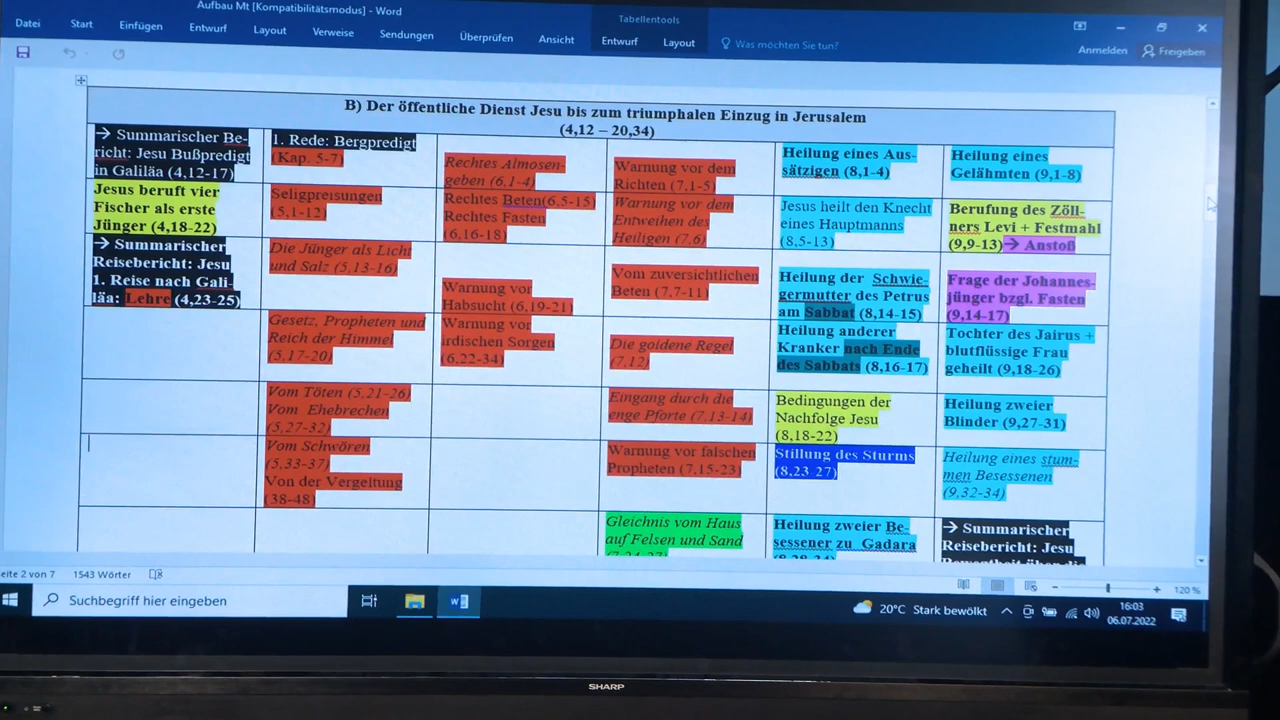 Aufbau Mt [Kompatibilitätsmodus] - Word
Tabellentools
Datei Start Einfügen Entwurf Layout Verweise Sendungen Überprüfen Ansicht Entwurf Layout Was möchten Sie tun?
Anmelden Freigeben
B) Der öffentliche Dienst Jesu bis zum triumphalen Einzug in Jerusalem
(4,12 – 20,34)
→ Summarischer Be-
richt: Jesu Bußpredigt
in Galiläa (4,12-17)
Jesus beruft vier
Fischer als erste
Jünger (4,18-22)
→ Summarischer
Reisebericht: Jesu
1. Reise nach Gali-
läa: Lehre (4,23-25)
1. Rede: Bergpredigt
(Kap. 5-7)
Seligpreisungen
(5,1-12)
Die Jünger als Licht
und Salz (5,13-16)
Gesetz, Propheten und
Reich der Himmel
(5,17-20)
Vom Töten (5,21-26)
Vom Ehebrechen
(5,27-32)
Vom Schwören
(5,33-37)
Von der Vergeltung
(38-48)
Rechtes Almosen-
geben (6,1-4)
Rechtes Beten(6,5-15)
Rechtes Fasten
(6,16-18)
Warnung vor
Habsucht (6,19-21)
Warnung vor
irdischen Sorgen
(6,22-34)
Warnung vor dem
Richten (7,1-5)
Warnung vor dem
Entweihen des
Heiligen (7,6)
Vom zuversichtlichen
Beten (7,7-11)
Die goldene Regel
(7,12)
Eingang durch die
enge Pforte (7,13-14)
Warnung vor falschen
Propheten (7,15-23)
Gleichnis vom Haus
auf Felsen und Sand
Heilung eines Aus-
sätzigen (8,1-4)
Jesus heilt den Knecht
eines Hauptmanns
(8,5-13)
Heilung der Schwie-
germutter des Petrus
am Sabbat (8,14-15)
Heilung anderer
Kranker nach Ende
des Sabbats (8,16-17)
Bedingungen der
Nachfolge Jesu
(8,18-22)
Stillung des Sturms
(8,23-27)
Heilung zweier Be-
sessener zu Gadara
Heilung eines
Gelähmten (9,1-8)
Berufung des Zöll-
ners Levi + Festmahl
(9,9-13)→ Anstoß
Frage der Johannes-
jünger bzgl. Fasten
(9,14-17)
Tochter des Jairus +
blutflüssige Frau
geheilt (9,18-26)
Heilung zweier
Blinder (9,27-31)
Heilung eines stum-
men Besessenen
(9,32-34)
→ Summarischer
Reisebericht: Jesu
eite 2 von 7 1543 Wörter
120 %
Suchbegriff hier eingeben
20°C Stark bewölkt
16:03
06.07.2022
SHARP